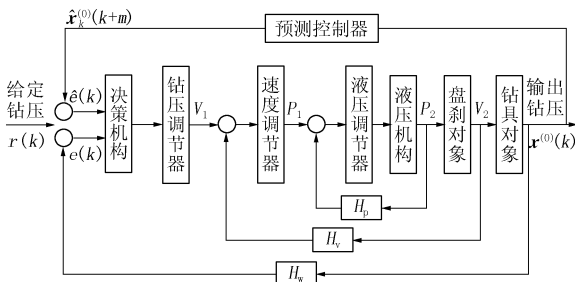 x̂ₖ⁽⁰⁾(k+m)
预测控制器
给定
钻压
r(k)
ê(k)
e(k)
决策机构
钻压调节器
V₁
速度调节器
P₁
液压调节器
液压机构
P₂
盘刹对象
V₂
钻具对象
输出
钻压
x⁽⁰⁾(k)
Hₚ
Hᵥ
H_w